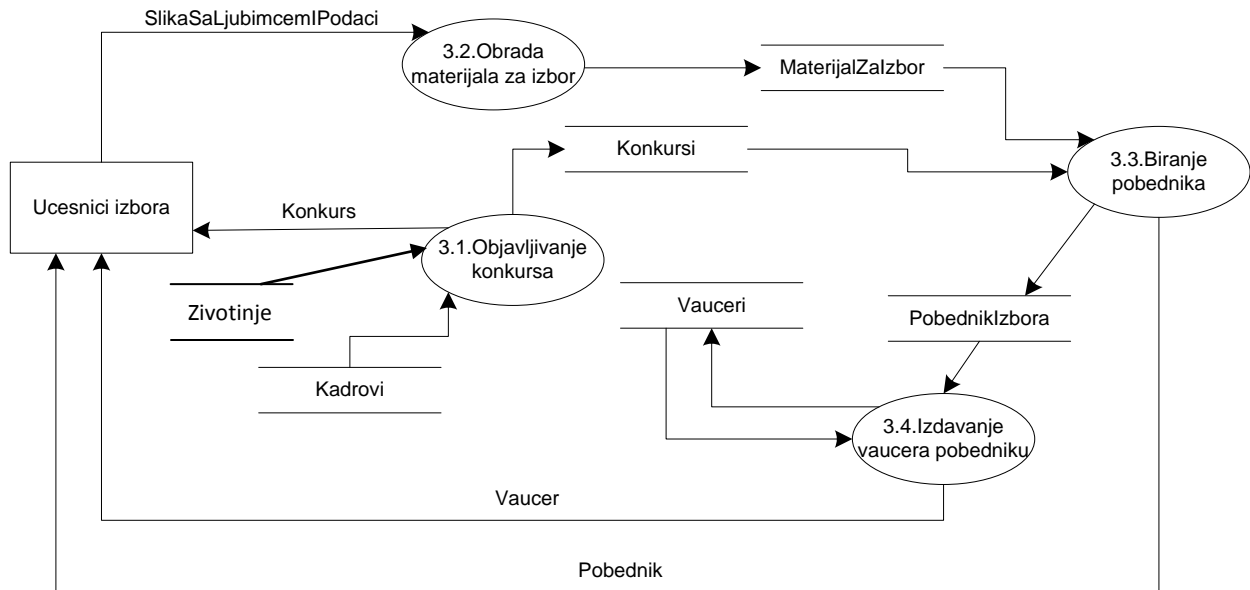 SlikaSaLjubimcemIPodaci
3.2.Obrada
materijala za izbor
MaterijalZaIzbor
Konkursi
3.3.Biranje
pobednika
Ucesnici izbora
Konkurs
3.1.Objavljivanje
konkursa
Zivotinje
Vauceri
PobednikIzbora
Kadrovi
3.4.Izdavanje
vaucera pobedniku
Vaucer
Pobednik